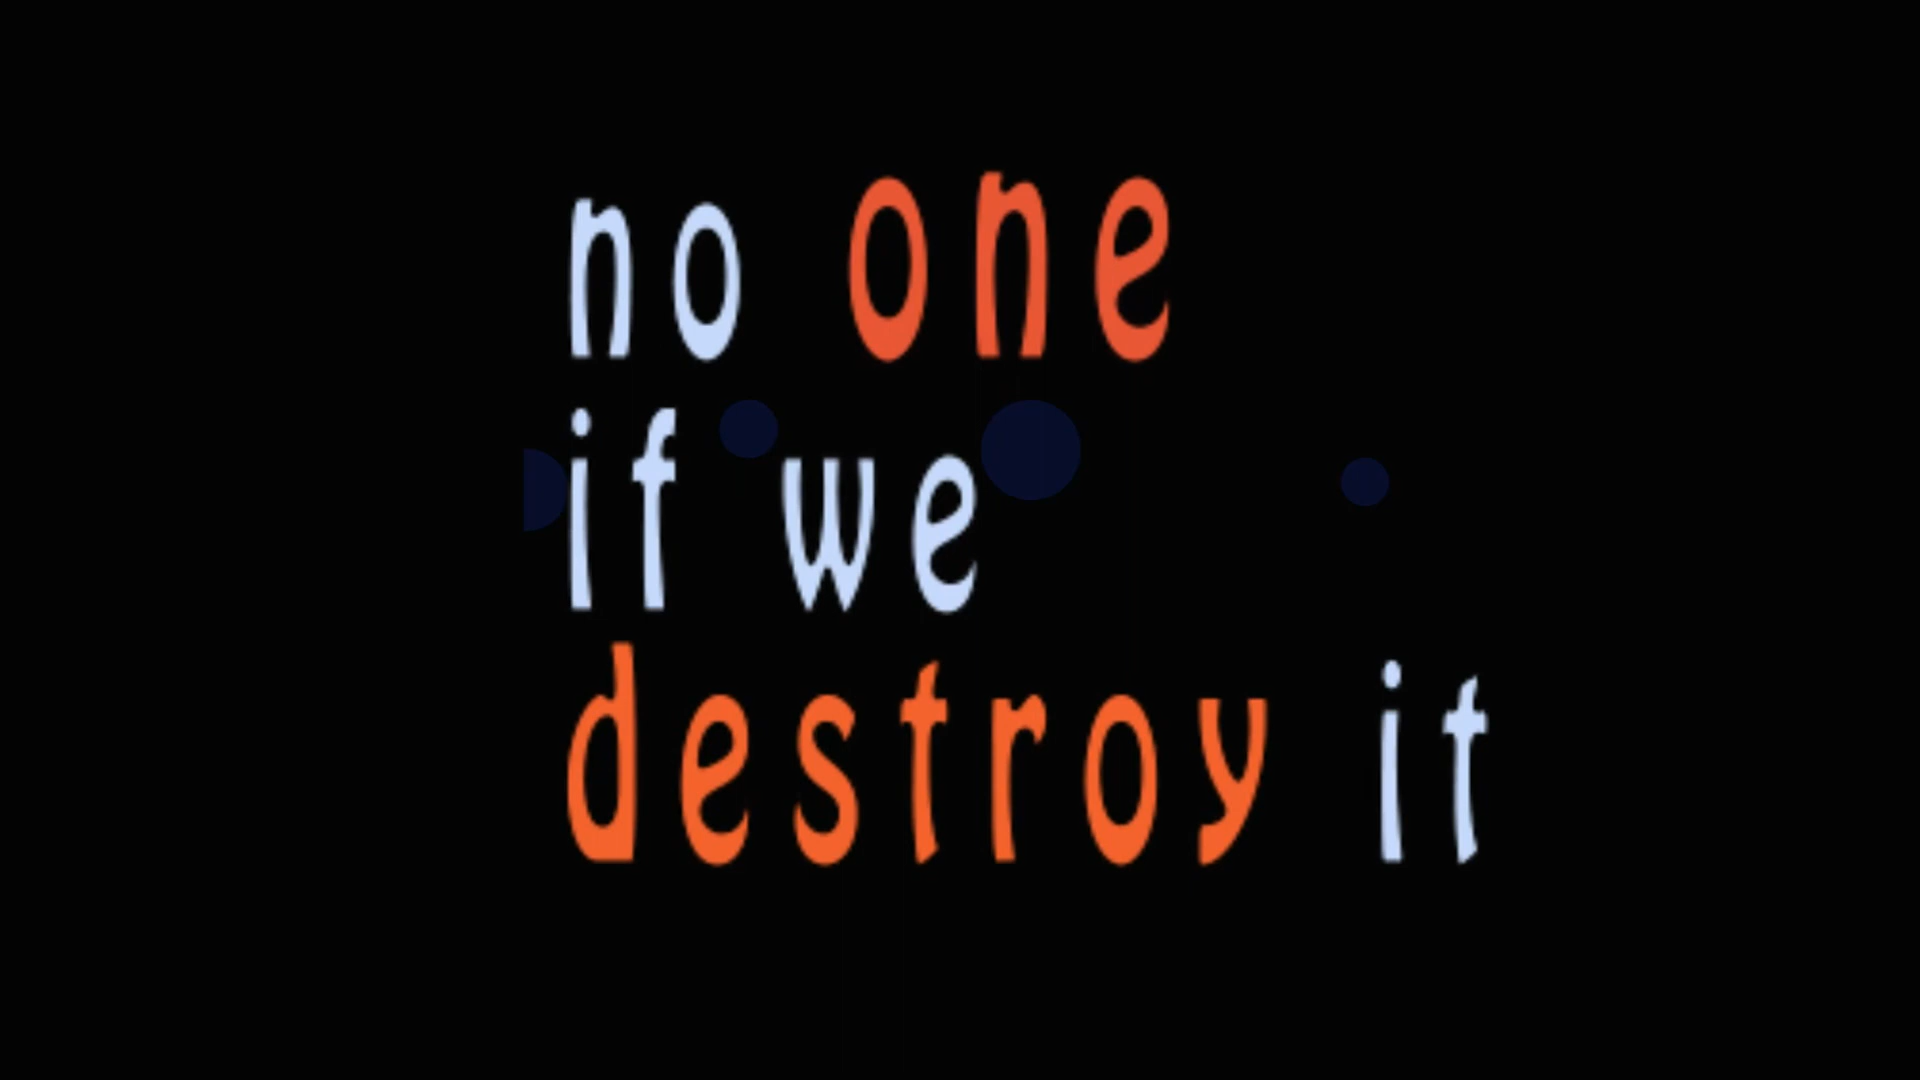 no one
if we
destroy it